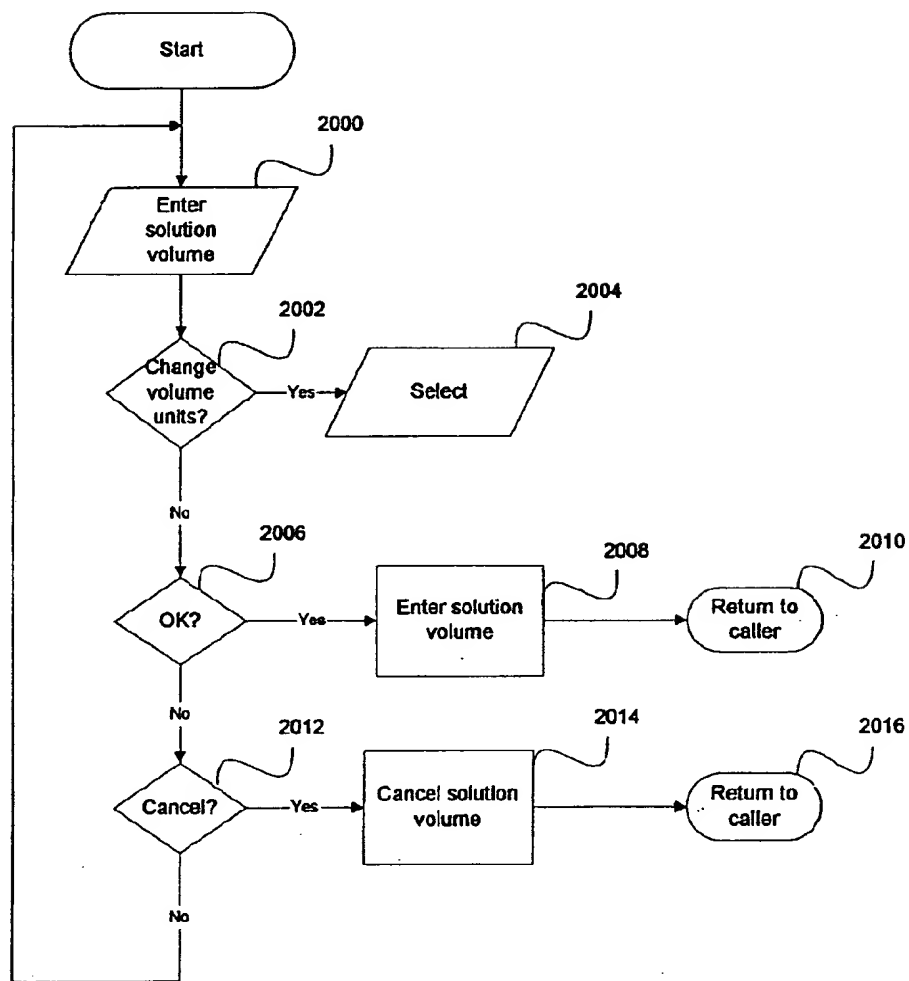 Start
2000
Enter
solution
volume
2002
2004
Change
volume
units?
Yes
Select
No
2006
2008
2010
OK?
Yes
Enter solution
volume
Return to
caller
No
2012
2014
2016
Cancel?
Yes
Cancel solution
volume
Return to
caller
No